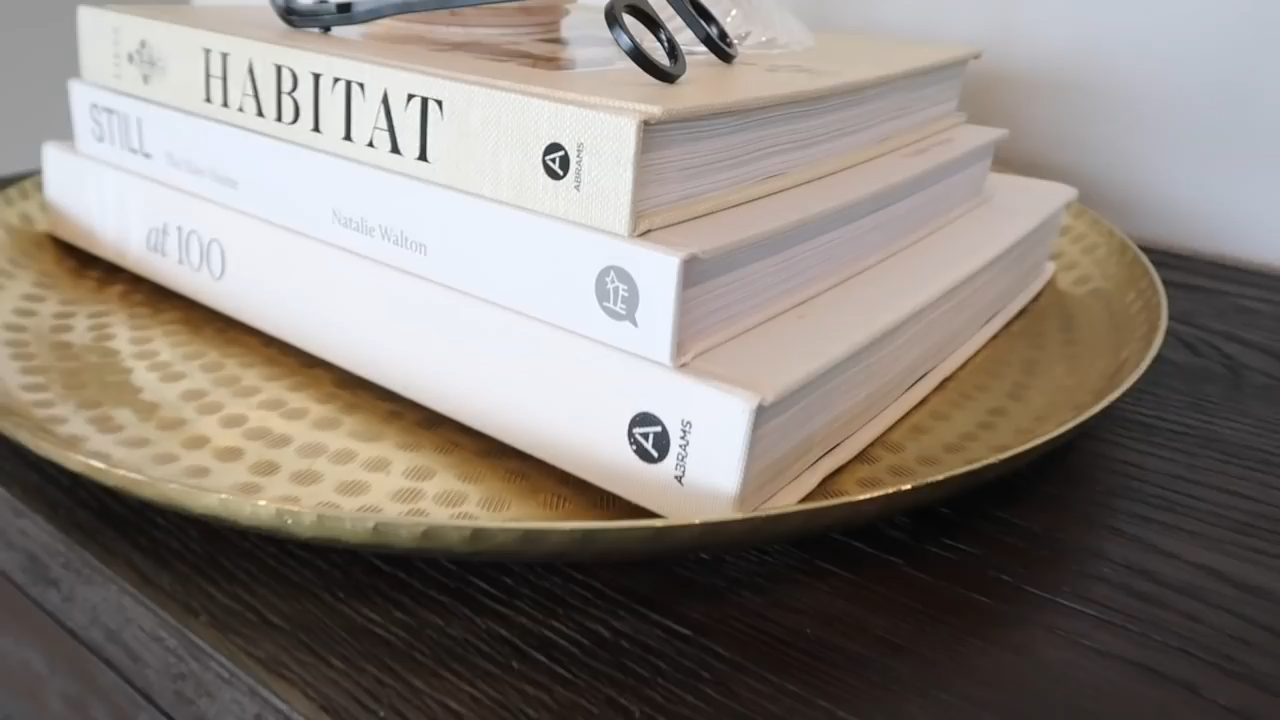 HABITAT
A
ABRAMS
STILL
Natalie Walton
at 100
A
ABRAMS